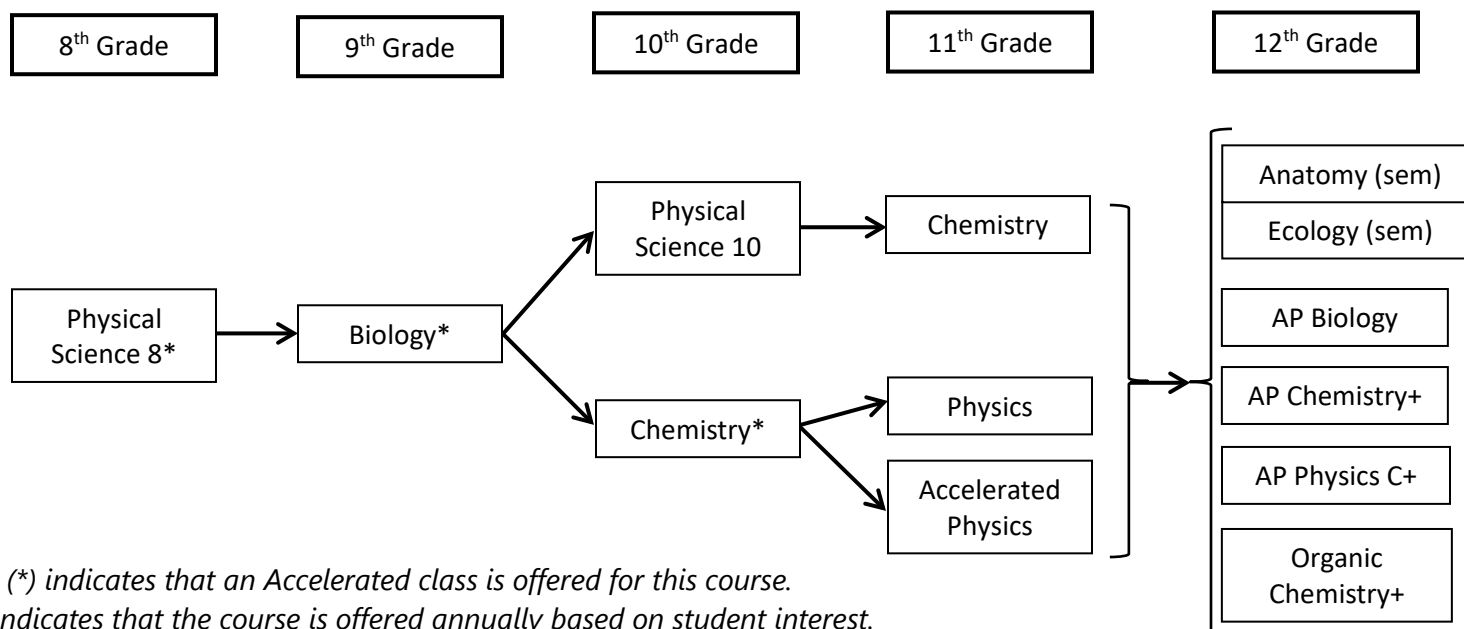 8th Grade
9th Grade
10th Grade
11th Grade
12th Grade
Physical
Science 8*
Biology*
Physical
Science 10
Chemistry*
Chemistry
Physics
Accelerated
Physics
Anatomy (sem)
Ecology (sem)
AP Biology
AP Chemistry+
AP Physics C+
Organic
Chemistry+
(*) indicates that an Accelerated class is offered for this course.
ndicates that the course is offered annually based on student interest.